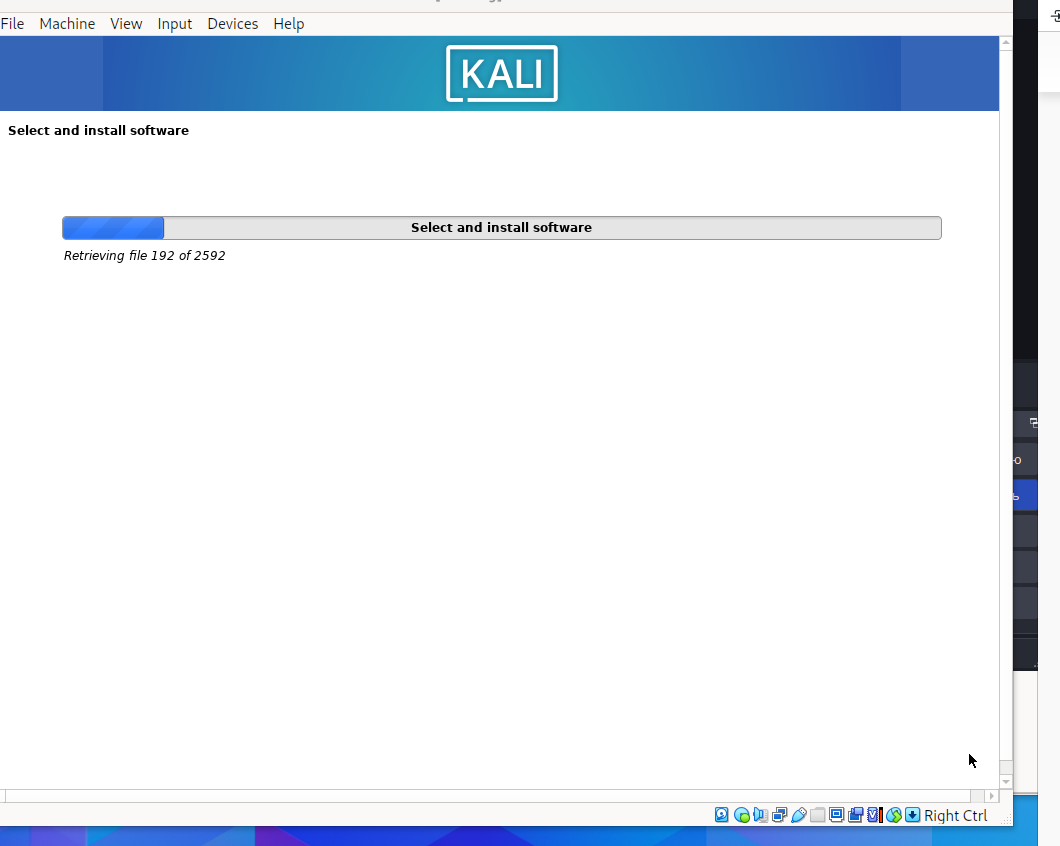 File Machine View Input Devices Help
KALI
Select and install software
Select and install software
Retrieving file 192 of 2592
Right Ctrl